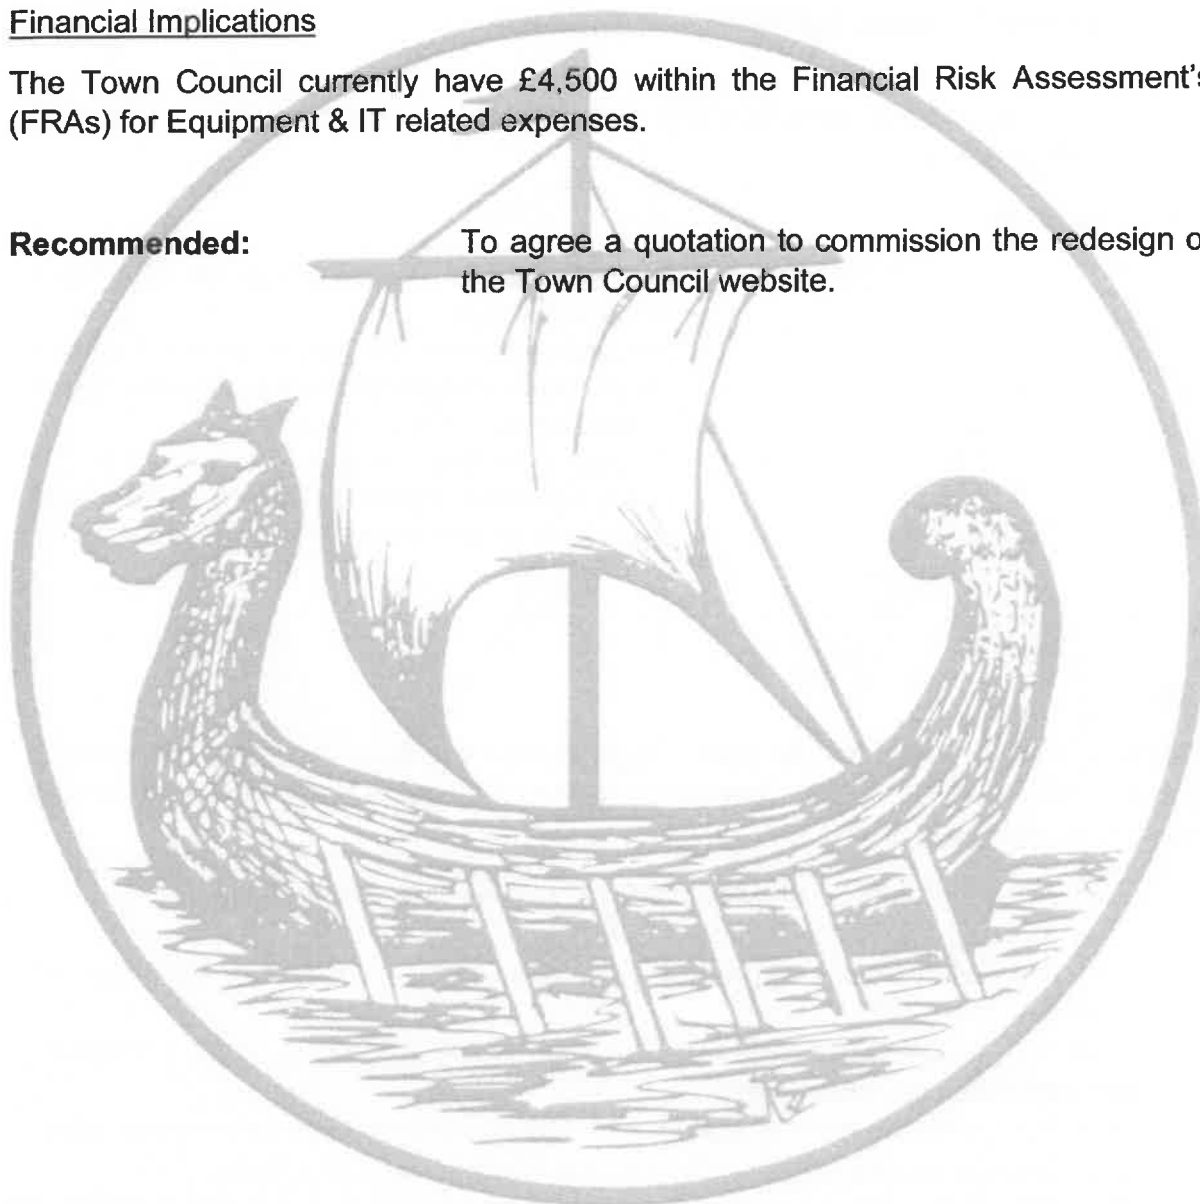 Financial Implications
The Town Council currently have £4,500 within the Financial Risk Assessment's
(FRAs) for Equipment & IT related expenses.
Recommended: To agree a quotation to commission the redesign o
the Town Council website.